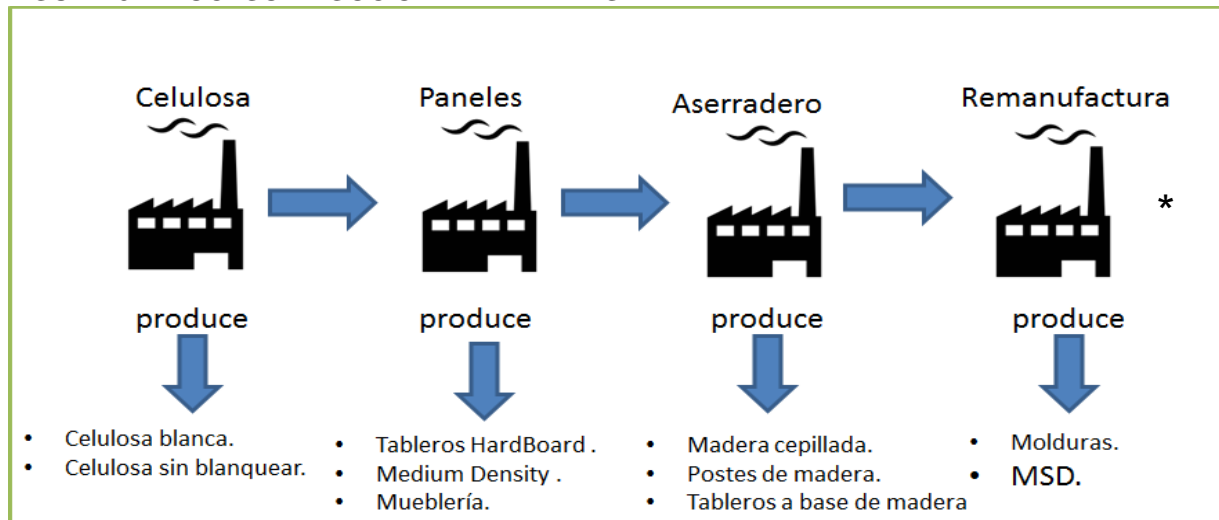 Celulosa
Paneles
Aserradero
Remanufactura
*
produce
produce
produce
produce
• Celulosa blanca.
• Celulosa sin blanquear.
• Tableros HardBoard .
• Medium Density .
• Mueblería.
• Madera cepillada.
• Postes de madera.
• Tableros a base de madera
• Molduras.
• MSD.